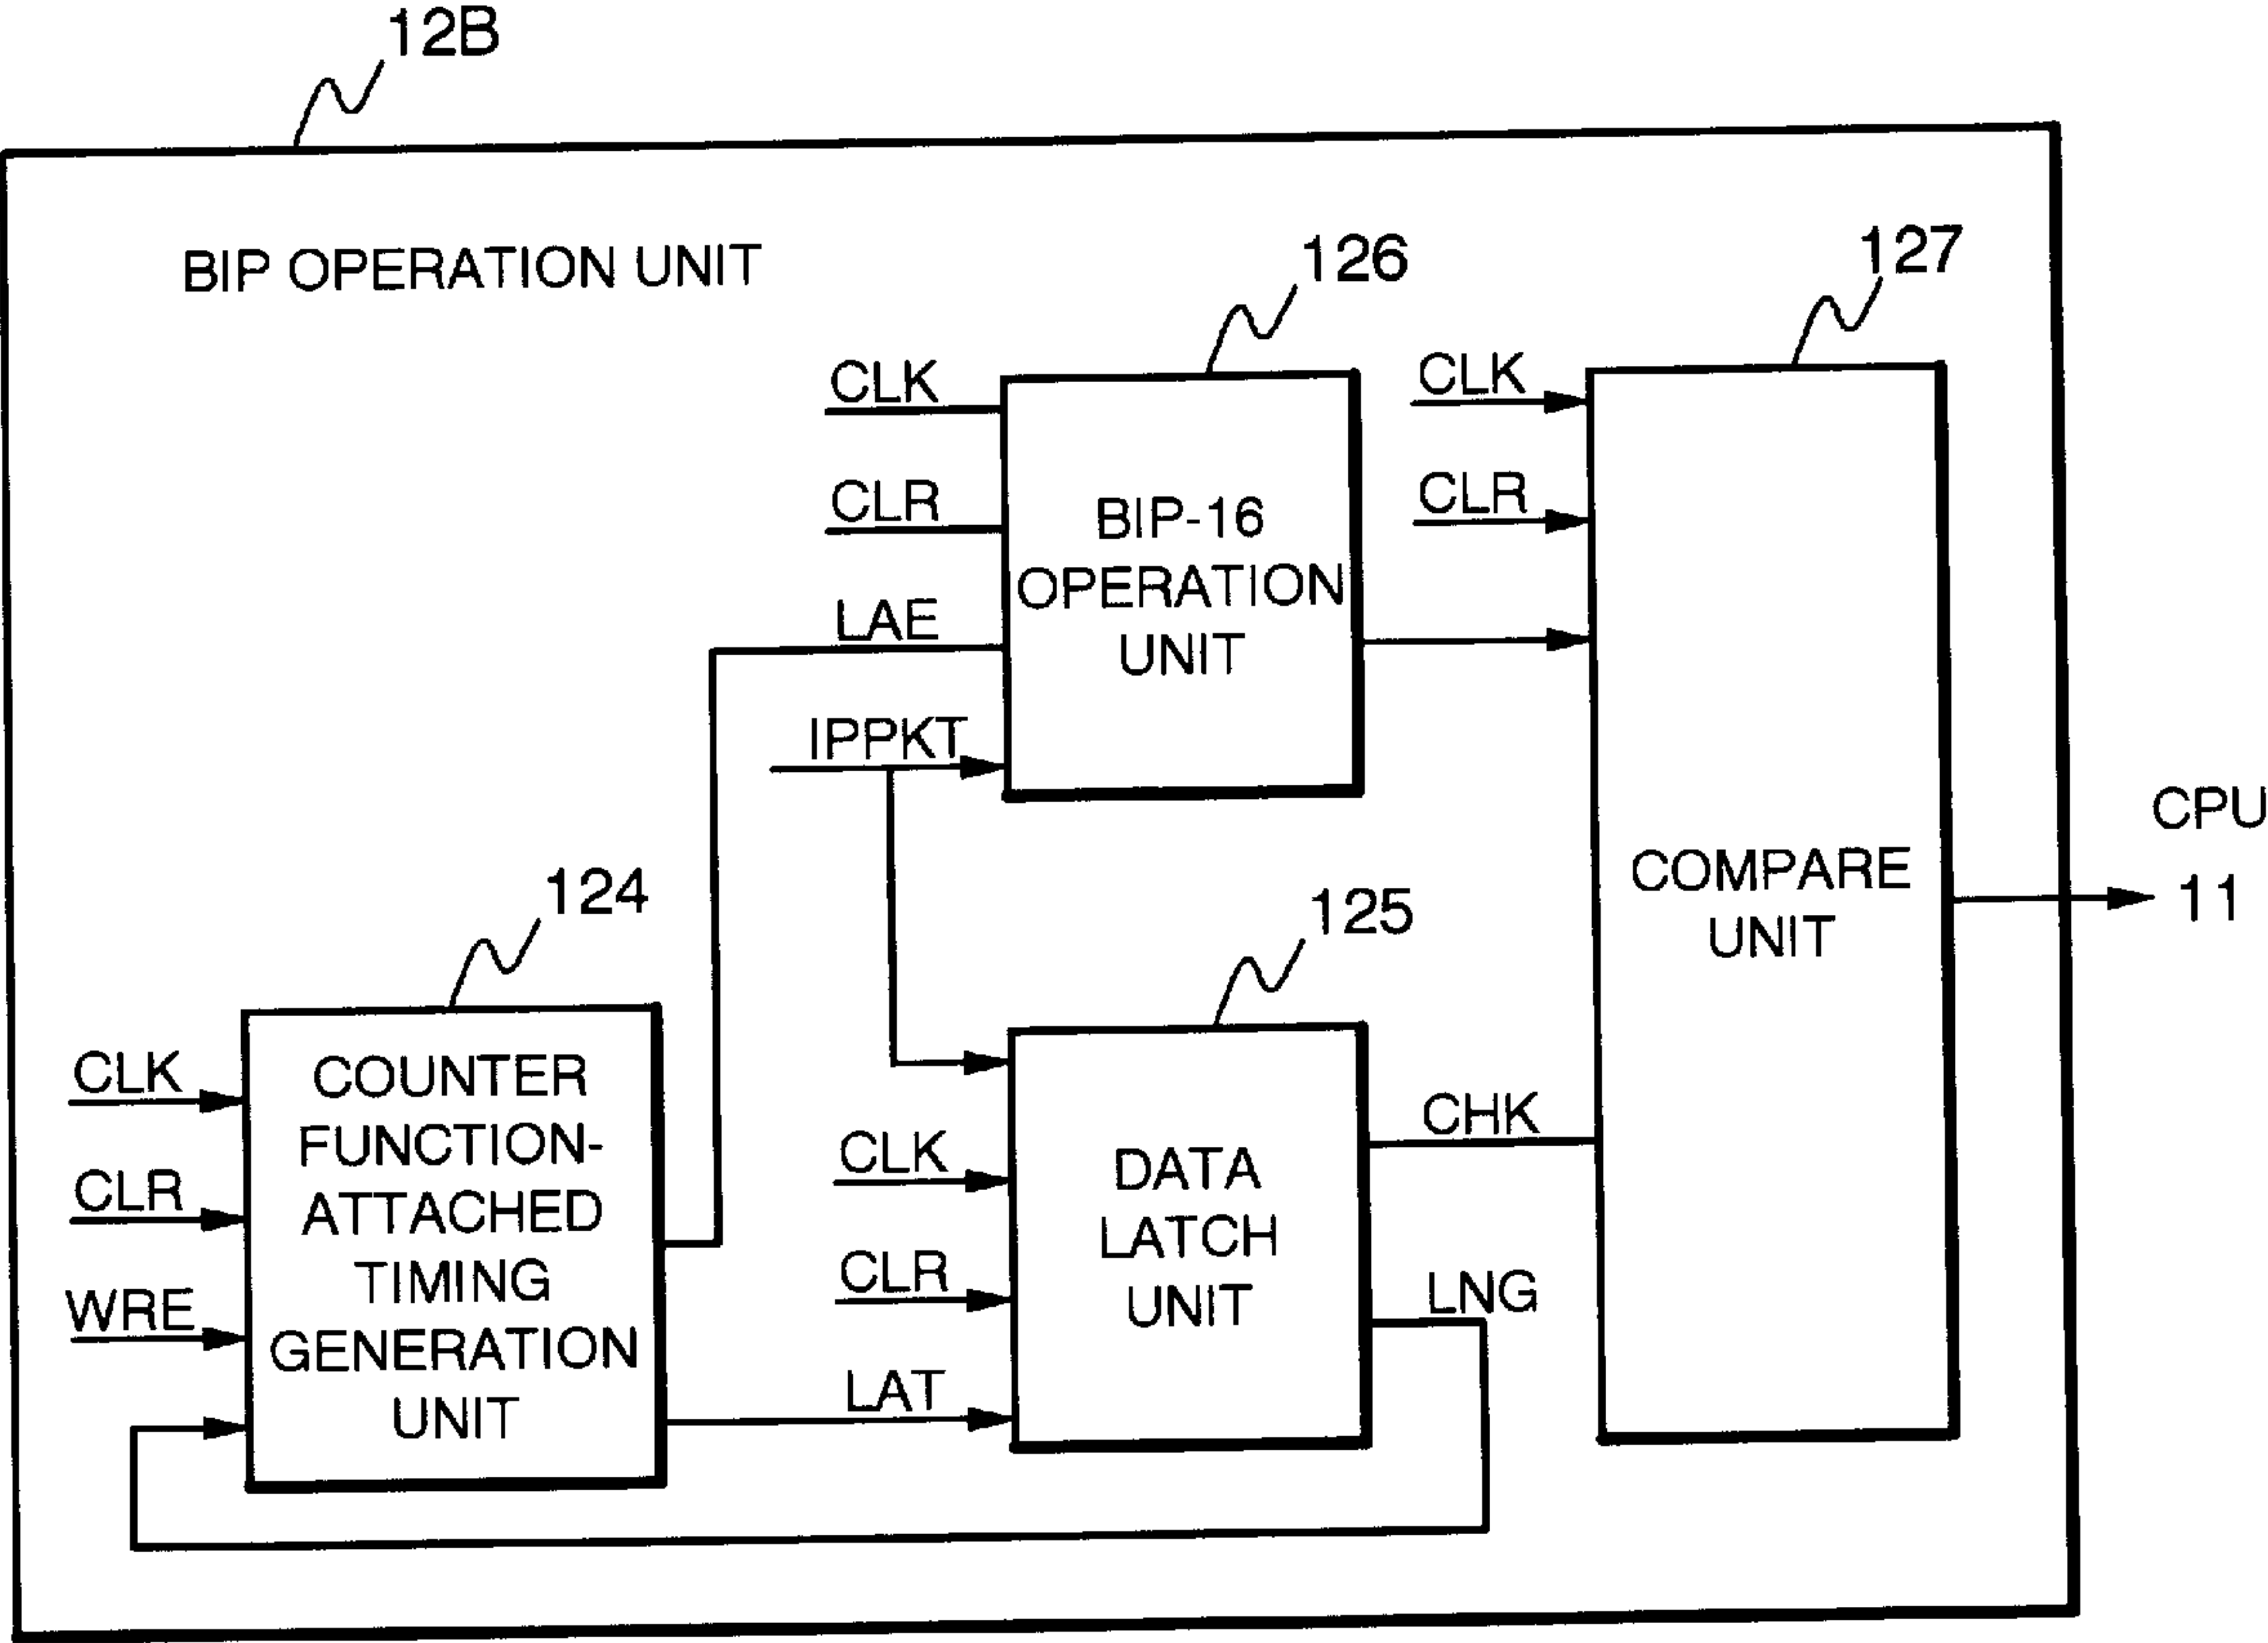 12B
BIP OPERATION UNIT
126
127
CLK
CLR
LAE
IPPKT
BIP-16
OPERATION
UNIT
CLK
CLR
COMPARE
UNIT
CPU
11
124
125
CLK
CLR
WRE
COUNTER
FUNCTION-
ATTACHED
TIMING
GENERATION
UNIT
CLK
CLR
LAT
DATA
LATCH
UNIT
CHK
LNG